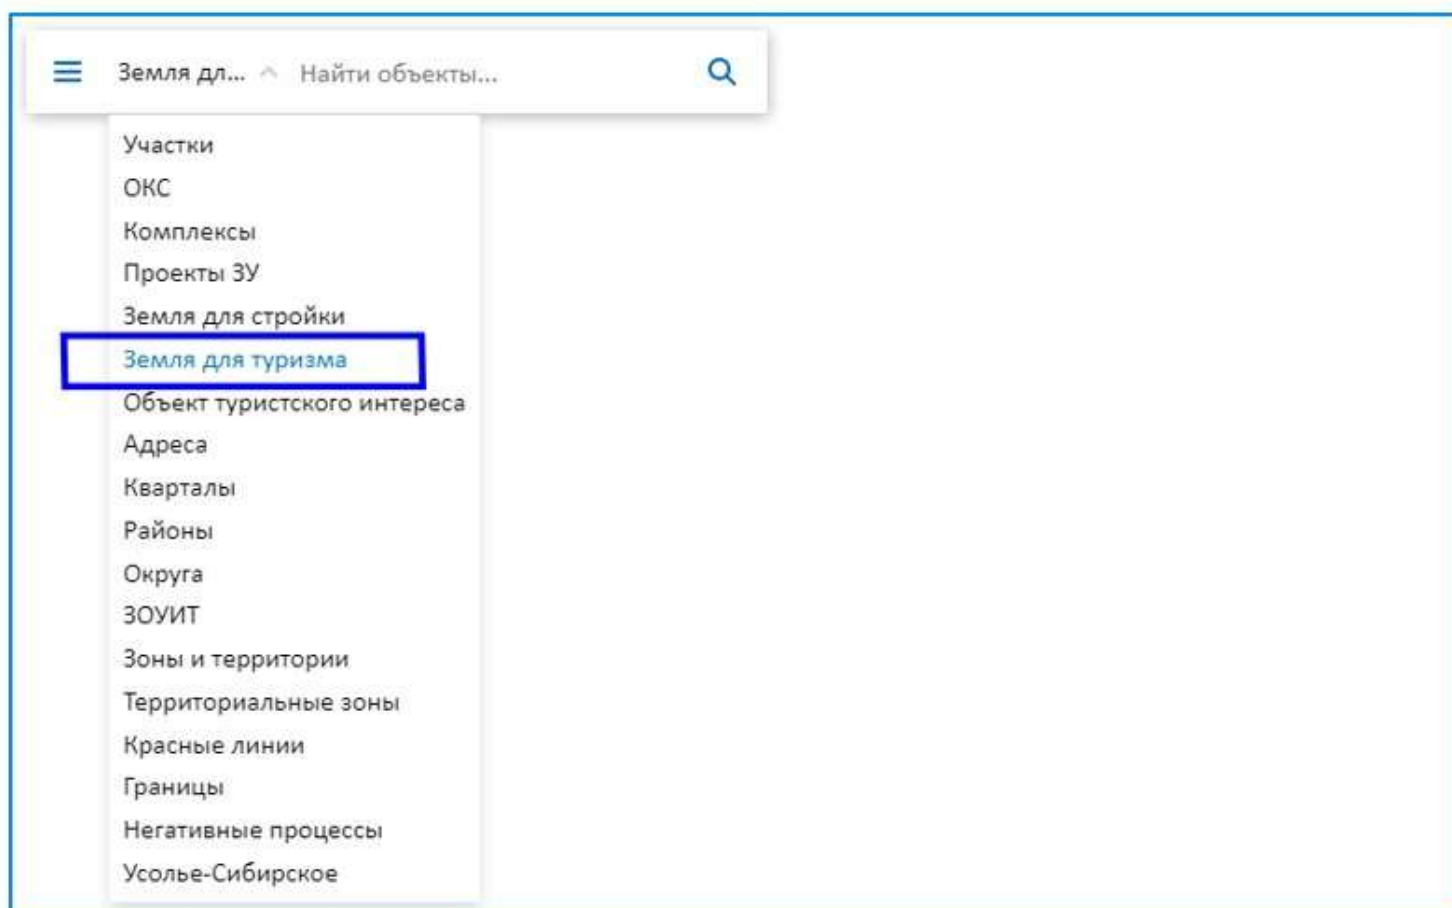 Земля дл... Найти объекты...
Участки
ОКС
Комплексы
Проекты ЗУ
Земля для стройки
Земля для туризма
Объект туристского интереса
Адреса
Кварталы
Районы
Округа
ЗОУИТ
Зоны и территории
Территориальные зоны
Красные линии
Границы
Негативные процессы
Усолье-Сибирское